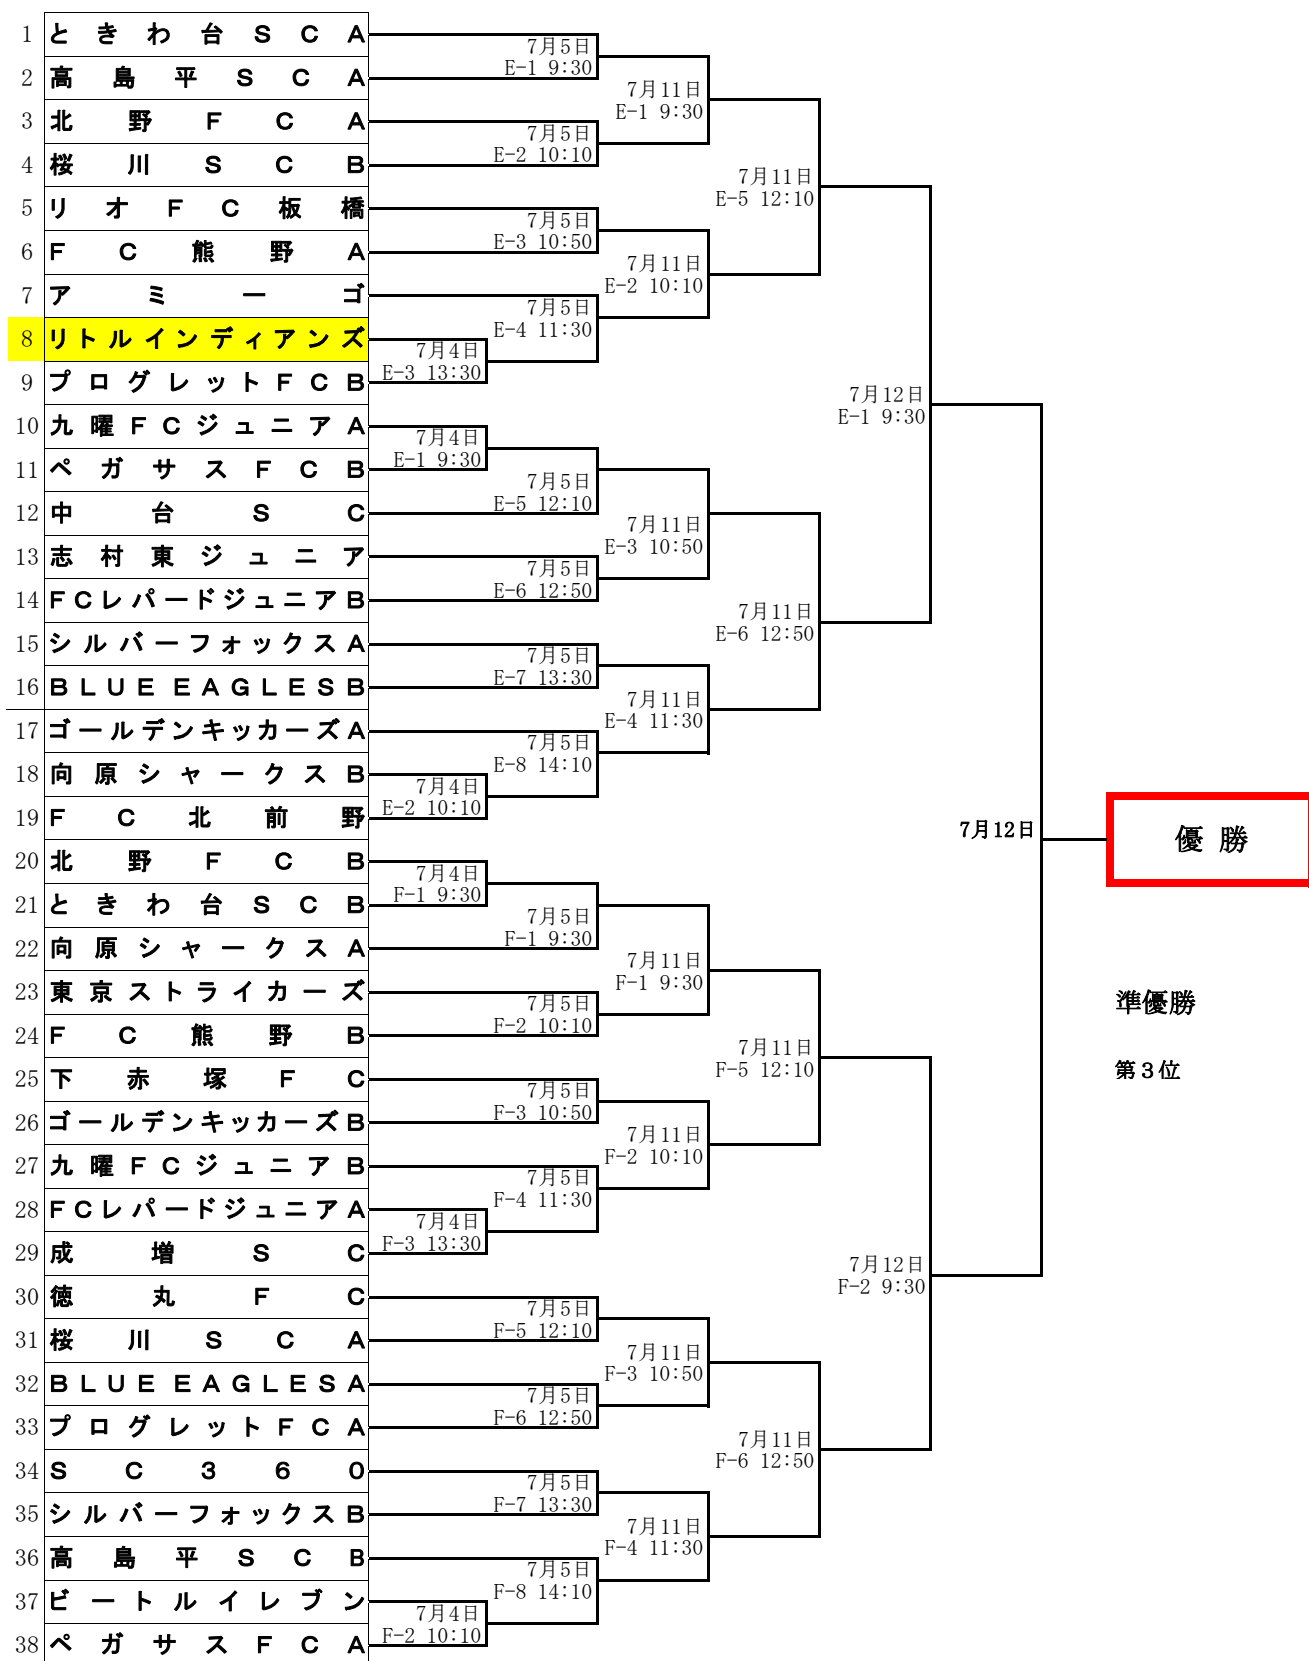 1 ときわ台SCA
2 高島平SCA
3 北野FCA
4 桜川SCB
5 リオFC板橋
6 FC熊野A
7 アミーゴ
8 リトルインディアンズ
9 プログレットFCB
10 九曜FCジュニアA
11 ペガサスFCB
12 中台SC
13 志村東ジュニア
14 FCレパードジュニアB
15 シルバーフォックスA
16 BLUE EAGLESB
17 ゴールデンキッカーズA
18 向原シャークスB
19 FC北前野
20 北野FCB
21 ときわ台SCB
22 向原シャークスA
23 東京ストライカーズ
24 FC熊野B
25 下赤塚FC
26 ゴールデンキッカーズB
27 九曜FCジュニアB
28 FCレパードジュニアA
29 成増SC
30 徳丸FC
31 桜川SCA
32 BLUE EAGLESA
33 プログレットFCA
34 SC360
35 シルバーフォックスB
36 高島平SCB
37 ビートルイレブン
38 ペガサスFCA
7月4日
E-3 13:30
7月4日
E-1 9:30
7月4日
E-2 10:10
7月4日
F-1 9:30
7月4日
F-3 13:30
7月4日
F-2 10:10
7月5日
E-1 9:30
7月5日
E-2 10:10
7月5日
E-3 10:50
7月5日
E-4 11:30
7月5日
E-5 12:10
7月5日
E-6 12:50
7月5日
E-7 13:30
7月5日
E-8 14:10
7月5日
F-1 9:30
7月5日
F-2 10:10
7月5日
F-3 10:50
7月5日
F-4 11:30
7月5日
F-5 12:10
7月5日
F-6 12:50
7月5日
F-7 13:30
7月5日
F-8 14:10
7月11日
E-1 9:30
7月11日
E-2 10:10
7月11日
E-3 10:50
7月11日
E-4 11:30
7月11日
F-1 9:30
7月11日
F-2 10:10
7月11日
F-3 10:50
7月11日
F-4 11:30
7月11日
E-5 12:10
7月11日
E-6 12:50
7月11日
F-5 12:10
7月11日
F-6 12:50
7月12日
E-1 9:30
7月12日
F-2 9:30
7月12日
優勝
準優勝
第3位